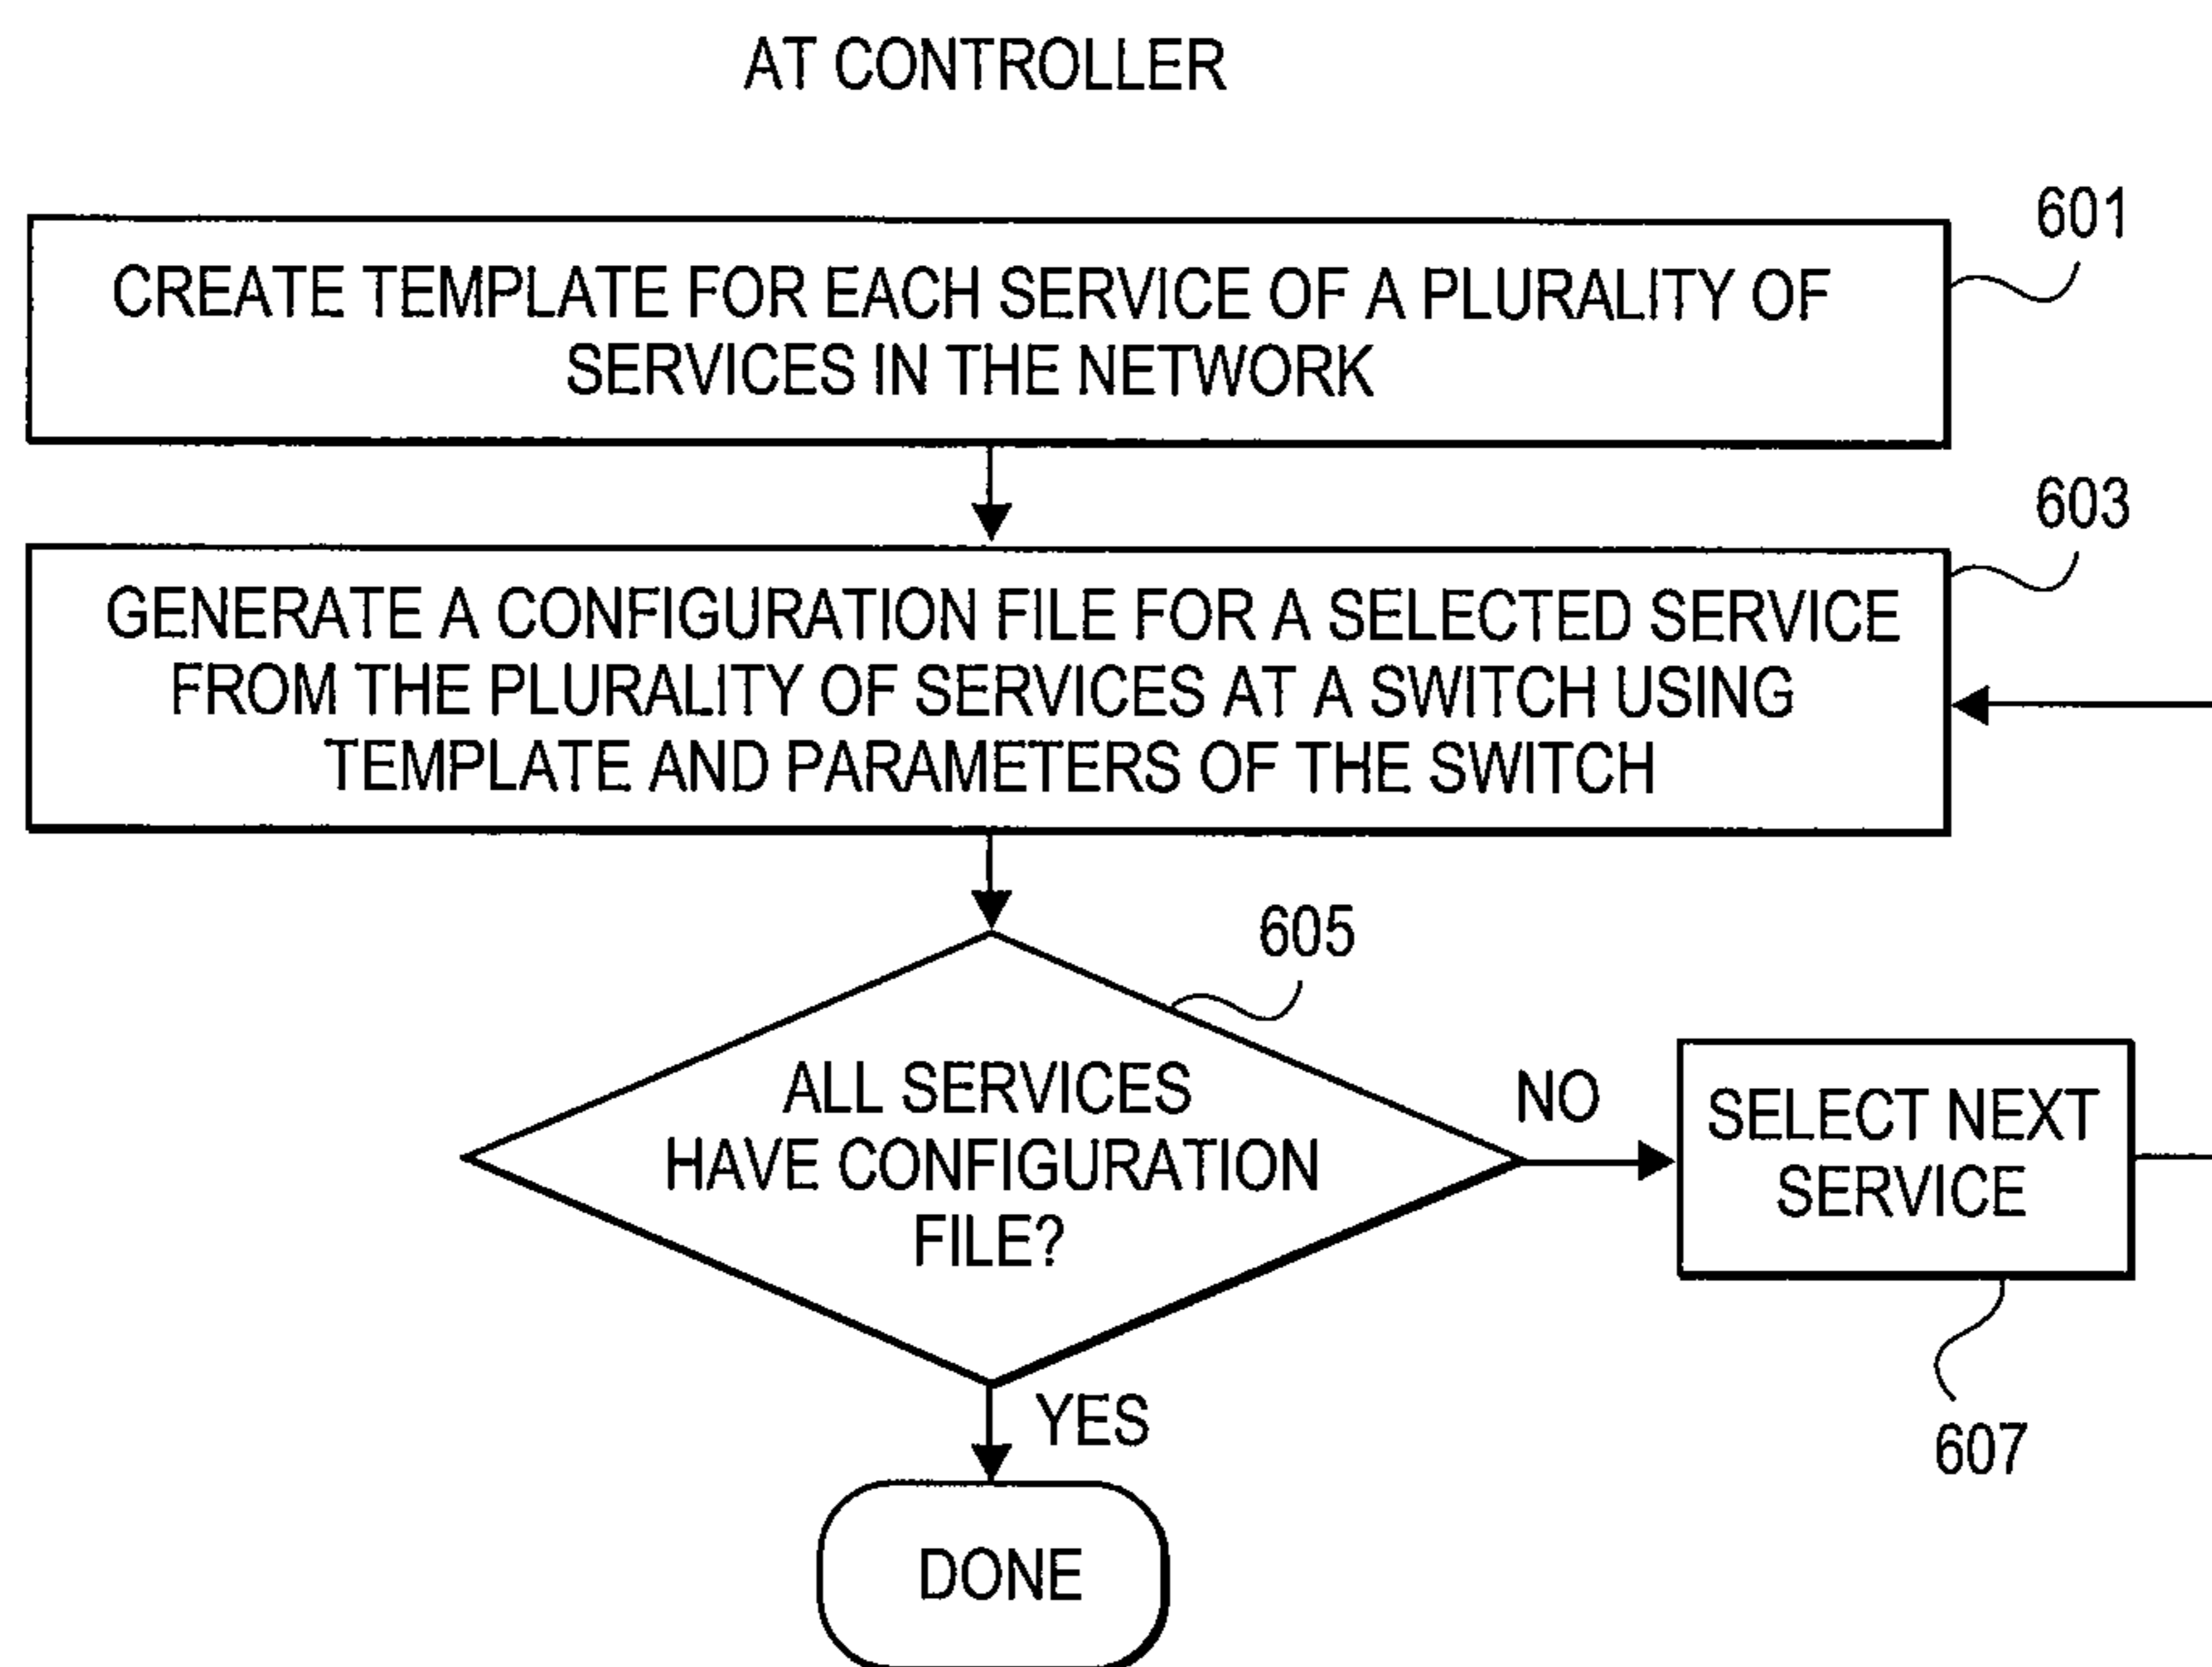 AT CONTROLLER
601
CREATE TEMPLATE FOR EACH SERVICE OF A PLURALITY OF
SERVICES IN THE NETWORK
603
GENERATE A CONFIGURATION FILE FOR A SELECTED SERVICE
FROM THE PLURALITY OF SERVICES AT A SWITCH USING
TEMPLATE AND PARAMETERS OF THE SWITCH
605
ALL SERVICES
HAVE CONFIGURATION
FILE?
NO
SELECT NEXT
SERVICE
607
YES
DONE